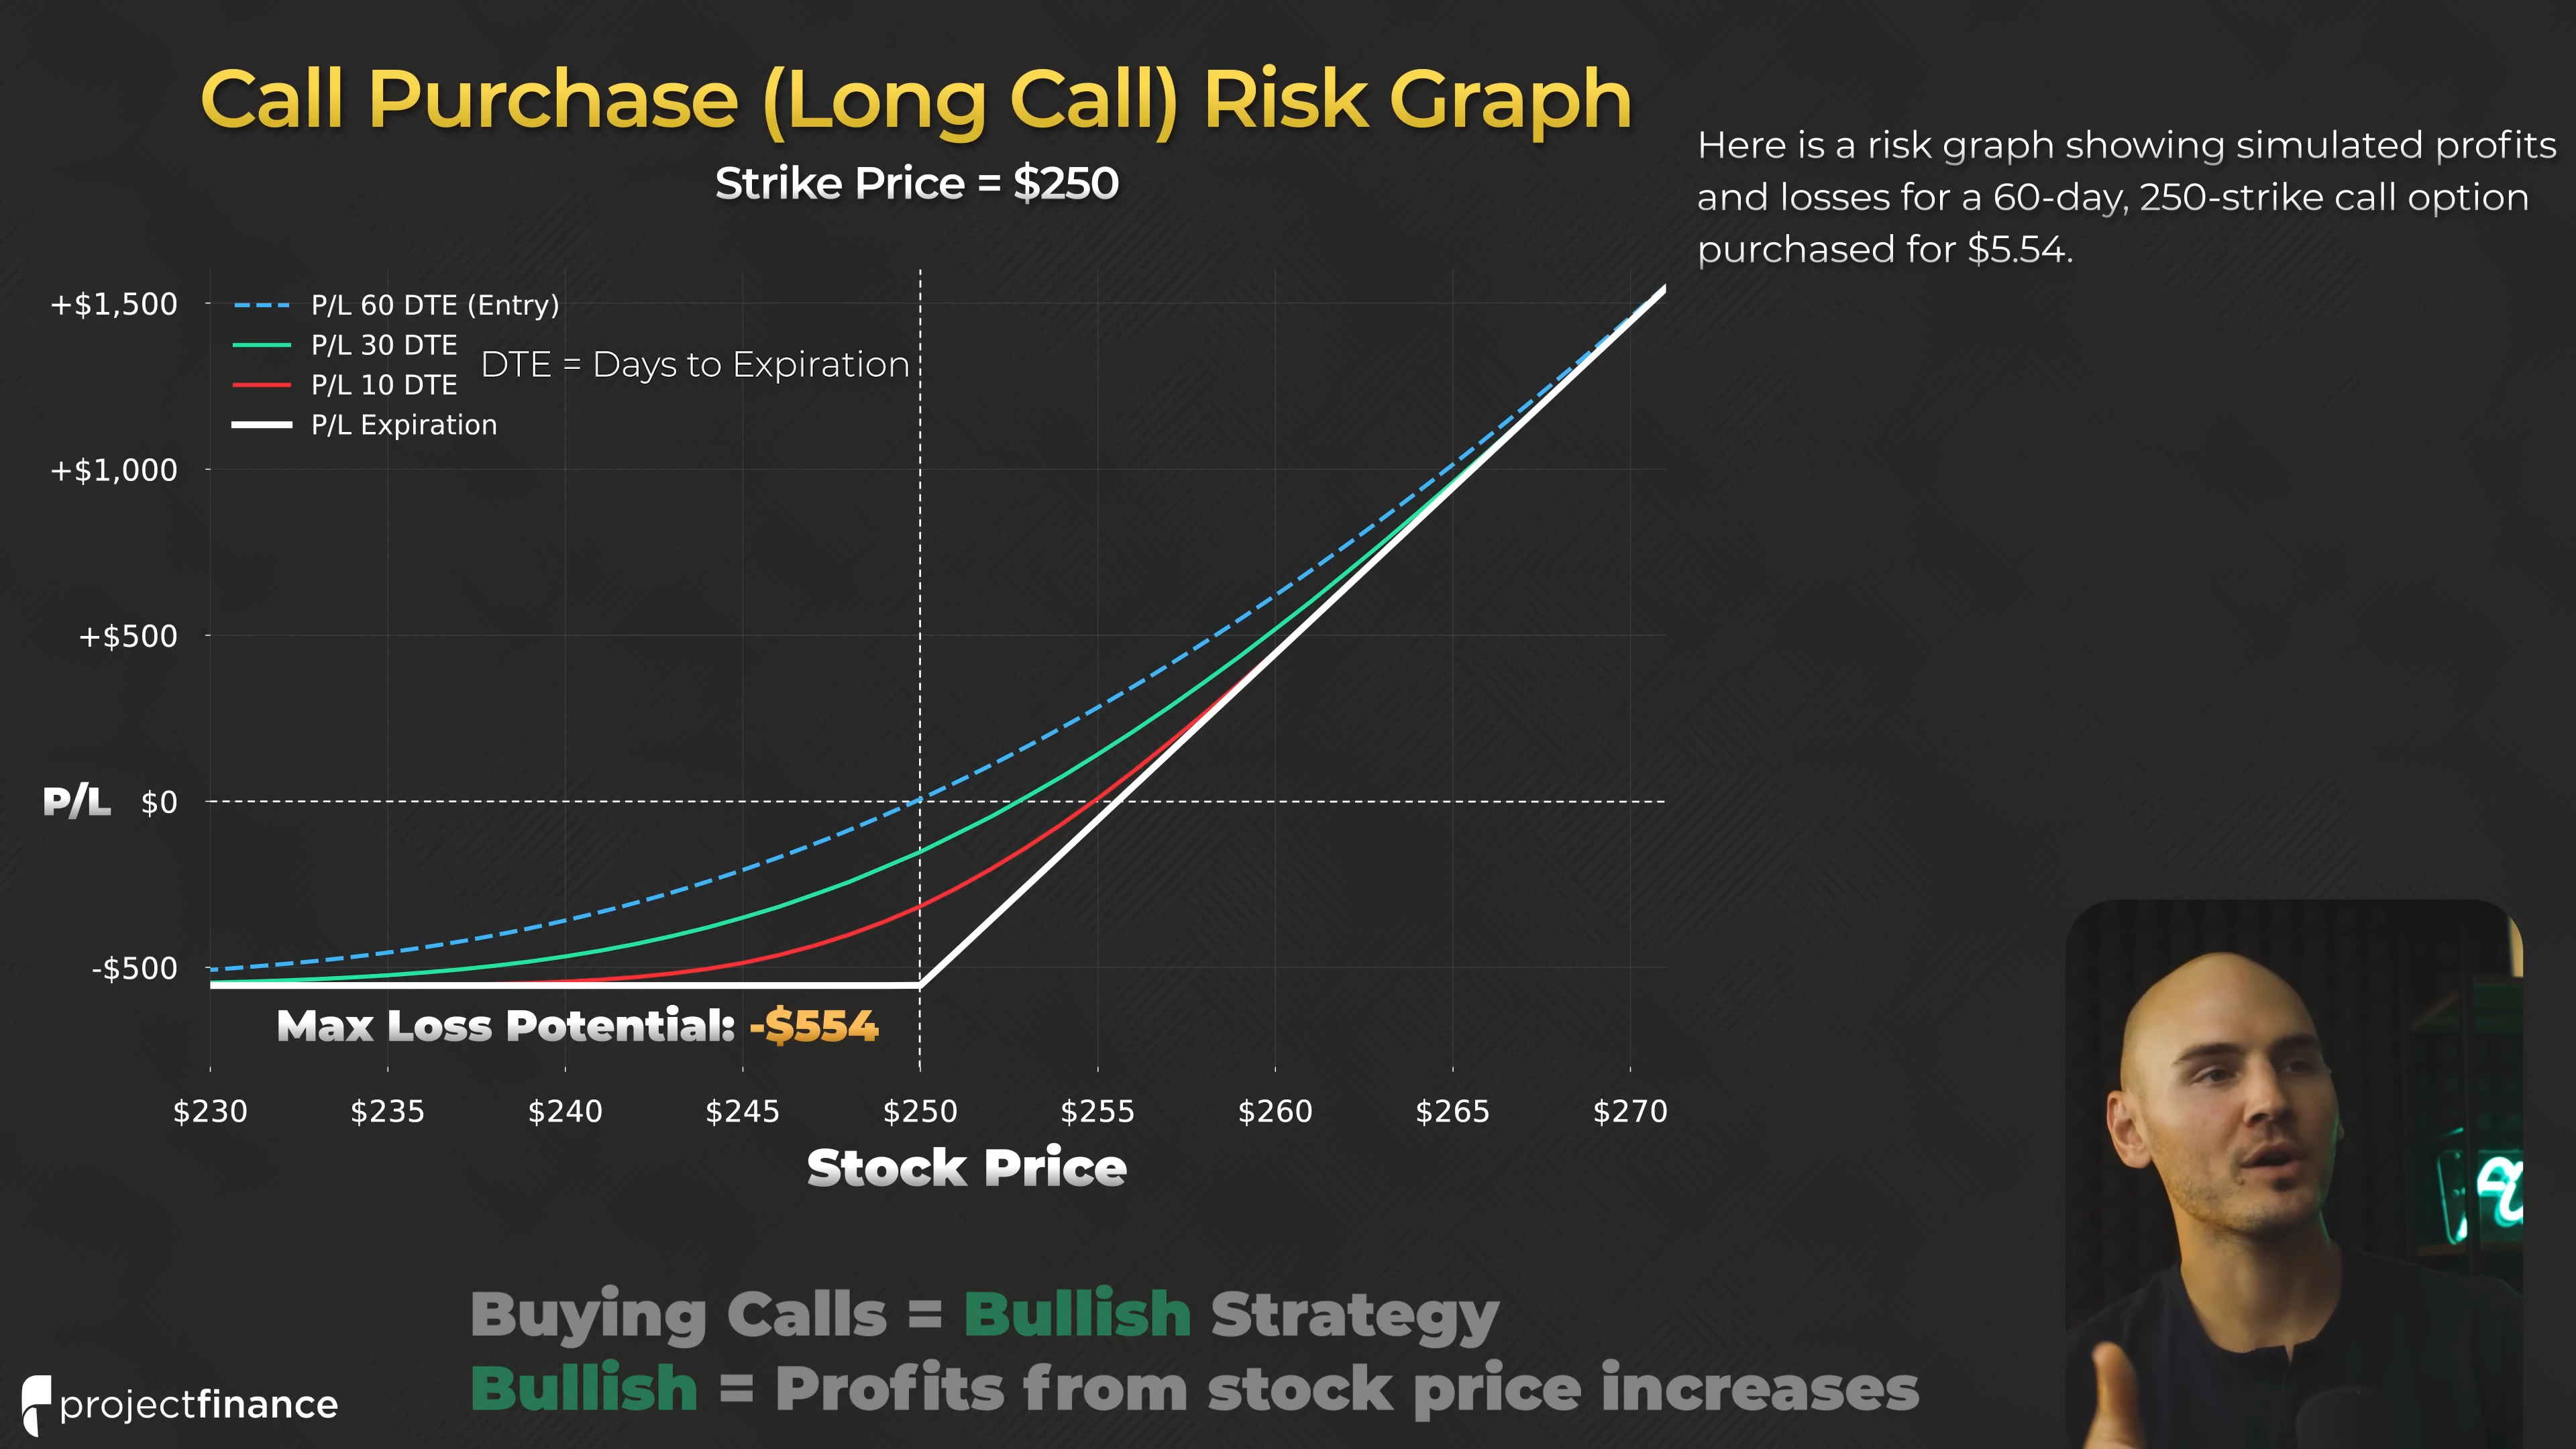 Call Purchase (Long Call) Risk Graph
Strike Price = $250
Here is a risk graph showing simulated profits
and losses for a 60-day, 250-strike call option
purchased for $5.54.
+$1,500
+$1,000
+$500
P/L $0
-$500
P/L 60 DTE (Entry)
P/L 30 DTE
P/L 10 DTE
P/L Expiration
DTE = Days to Expiration
Max Loss Potential: -$554
$230 $235 $240 $245 $250 $255 $260 $265 $270
Stock Price
Buying Calls = Bullish Strategy
Bullish = Profits from stock price increases
projectfinance